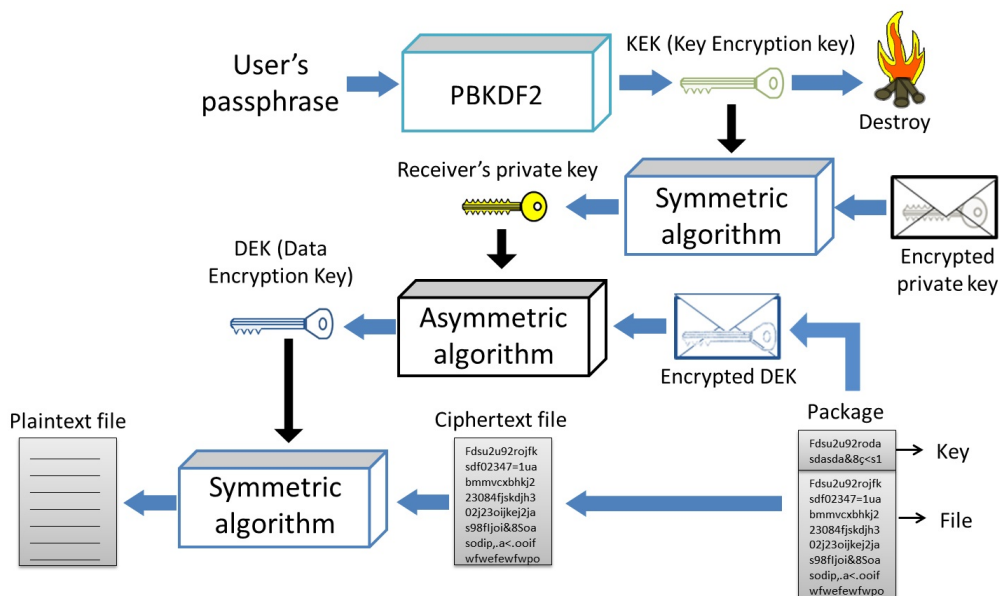 KEK (Key Encryption key)
User's
passphrase
PBKDF2
Destroy
Receiver's private key
Symmetric
algorithm
Encrypted
private key
DEK (Data
Encryption Key)
Asymmetric
algorithm
Encrypted DEK
Package
Fdsu2u92roda
sdasda&8ç<s1
Key
Fdsu2u92rojfk
sdf02347=1ua
bmmvcxbhkj2
23084fjskdjh3
02j23oijkej2ja
s98fIjoi&8Soa
sodip,.a<.ooif
wfwefewfwpo
File
Plaintext file
Ciphertext file
Fdsu2u92rojfk
sdf02347=1ua
bmmvcxbhkj2
23084fjskdjh3
02j23oijkej2ja
s98fIjoi&8Soa
sodip,.a<.ooif
wfwefewfwpo
Symmetric
algorithm